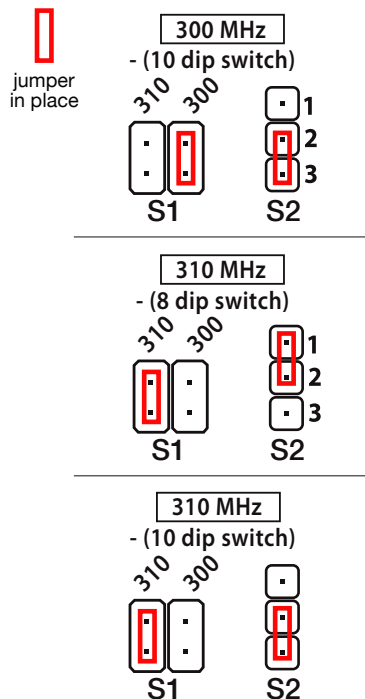 jumper
in place
300 MHz
- (10 dip switch)
310 300
1
2
3
S1 S2
310 MHz
- (8 dip switch)
310 300
1
2
3
S1 S2
310 MHz
- (10 dip switch)
310 300
S1 S2